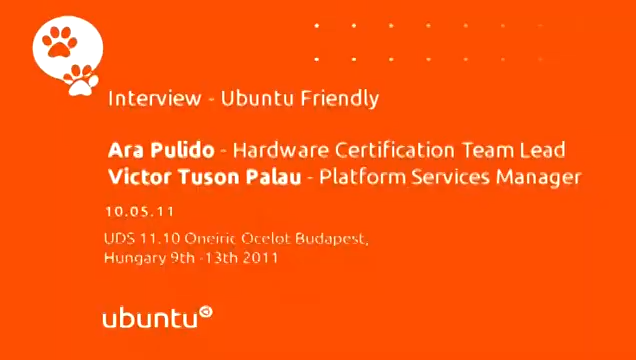 Interview - Ubuntu Friendly
Ara Pulido - Hardware Certification Team Lead
Victor Tuson Palau - Platform Services Manager
10.05.11
UDS 11.10 Oneiric Ocelot Budapest,
Hungary 9th -13th 2011
ubuntu